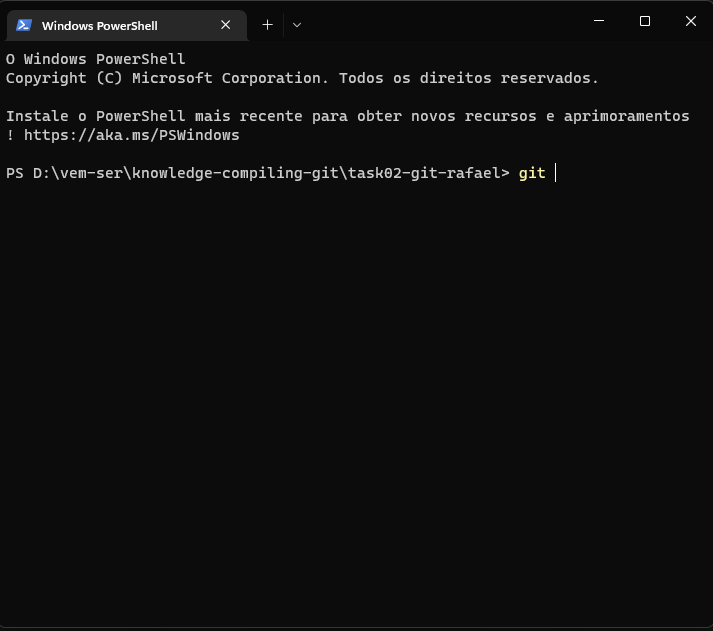 Windows PowerShell
O Windows PowerShell
Copyright (C) Microsoft Corporation. Todos os direitos reservados.
Instale o PowerShell mais recente para obter novos recursos e aprimoramentos
! https://aka.ms/PSWindows
PS D:\vem-ser\knowledge-compiling-git\task02-git-rafael> git